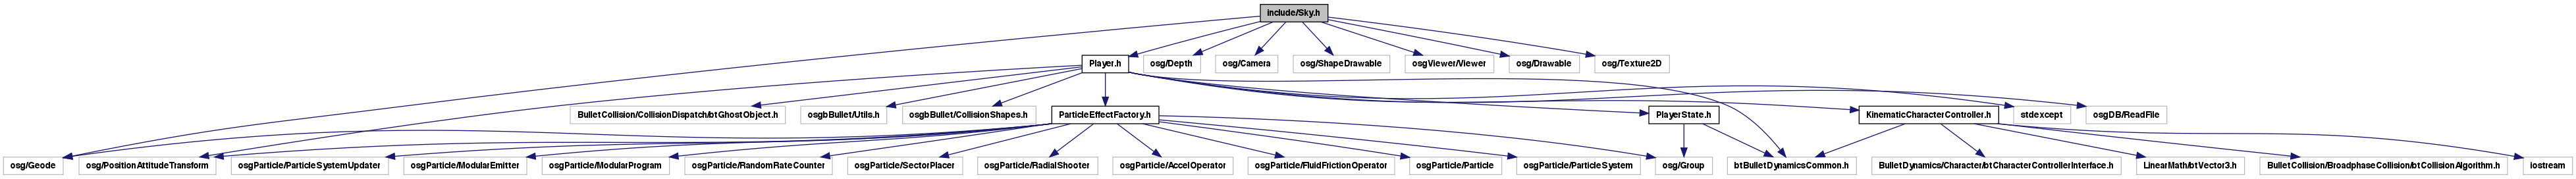 include/Sky.h
Player.h
osg/Depth
osg/Camera
osg/ShapeDrawable
osgViewer/Viewer
osg/Drawable
osg/Texture2D
BulletCollision/CollisionDispatch/btGhostObject.h
osgbBullet/Utils.h
osgbBullet/CollisionShapes.h
ParticleEffectFactory.h
PlayerState.h
KinematicCharacterController.h
stdexcept
osgDB/ReadFile
osg/Geode
osg/PositionAttitudeTransform
osgParticle/ParticleSystemUpdater
osgParticle/ModularEmitter
osgParticle/ModularProgram
osgParticle/RandomRateCounter
osgParticle/SectorPlacer
osgParticle/RadialShooter
osgParticle/AccelOperator
osgParticle/FluidFrictionOperator
osgParticle/Particle
osgParticle/ParticleSystem
osg/Group
btBulletDynamicsCommon.h
BulletDynamics/Character/btCharacterControllerInterface.h
LinearMath/btVector3.h
BulletCollision/BroadphaseCollision/btCollisionAlgorithm.h
iostream